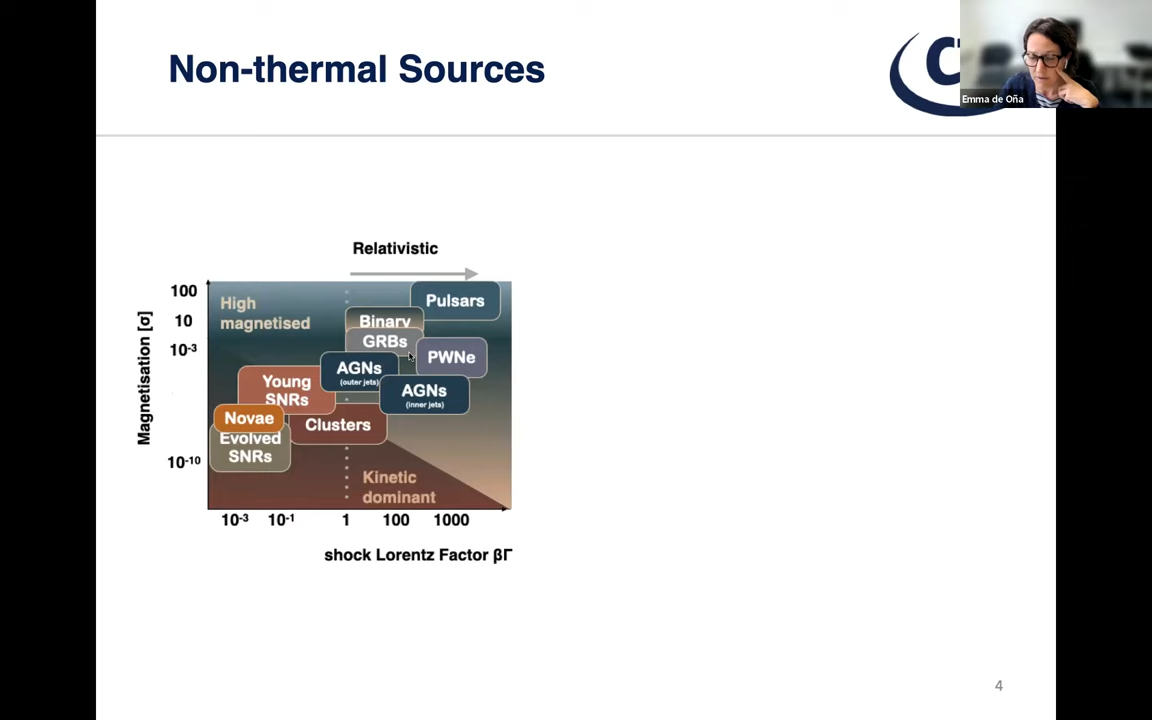 Non-thermal Sources
C
Emma de Oña
Relativistic
Magnetisation [σ]
100
10
10-3
10-10
High
magnetised
Pulsars
Binary
GRBs
PWNe
AGNs
(outer jets)
AGNs
(inner jets)
Young
SNRs
Novae
Clusters
Evolved
SNRs
Kinetic
dominant
10-3 10-1 1 100 1000
shock Lorentz Factor βΓ
4